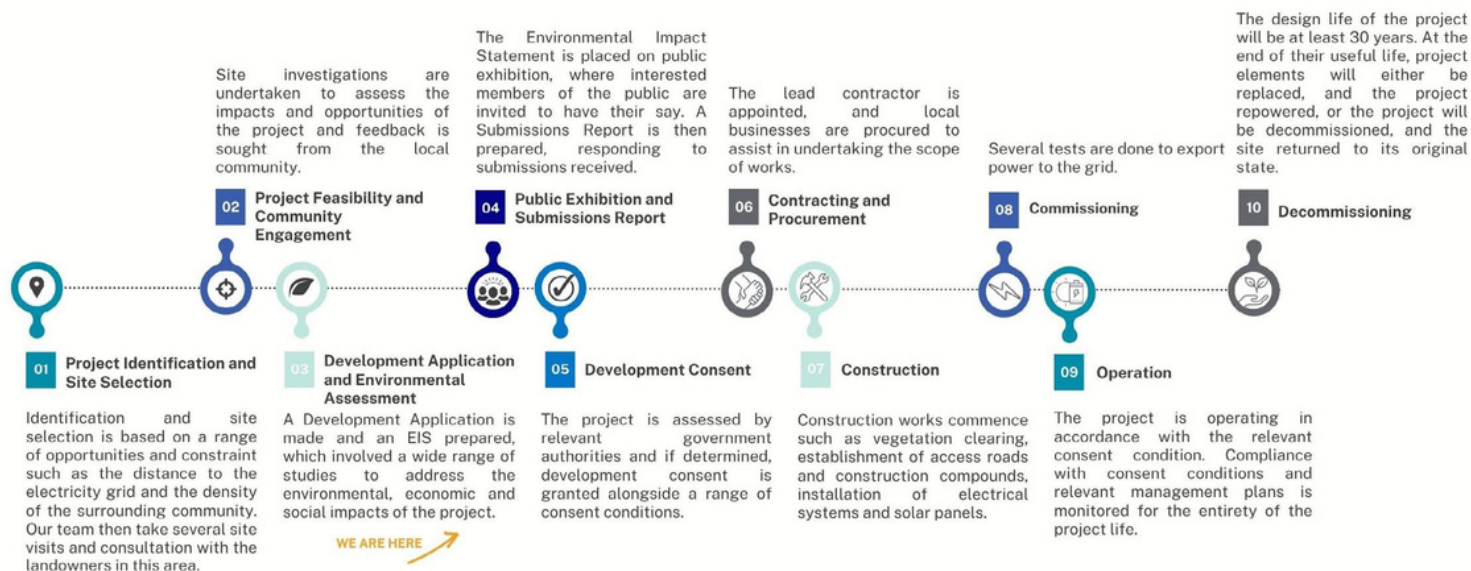 01
Project Identification and
Site Selection
Identification and site
selection is based on a range
of opportunities and constraint
such as the distance to the
electricity grid and the density
of the surrounding community.
Our team then take several site
visits and consultation with the
landowners in this area.
Site investigations are
undertaken to assess the
impacts and opportunities of
the project and feedback is
sought from the local
community.
02
Project Feasibility and
Community
Engagement
03
Development Application
and Environmental
Assessment
A Development Application is
made and an EIS prepared,
which involved a wide range of
studies to address the
environmental, economic and
social impacts of the project.
WE ARE HERE
The Environmental Impact
Statement is placed on public
exhibition, where interested
members of the public are
invited to have their say. A
Submissions Report is then
prepared, responding to
submissions received.
04
Public Exhibition and
Submissions Report
05
Development Consent
The project is assessed by
relevant government
authorities and if determined,
development consent is
granted alongside a range of
consent conditions.
The lead contractor is
appointed, and local
businesses are procured to
assist in undertaking the scope
of works.
06
Contracting and
Procurement
07
Construction
Construction works commence
such as vegetation clearing,
establishment of access roads
and construction compounds,
installation of electrical
systems and solar panels.
Several tests are done to export
power to the grid.
08
Commissioning
09
Operation
The project is operating in
accordance with the relevant
consent condition. Compliance
with consent conditions and
relevant management plans is
monitored for the entirety of the
project life.
The design life of the project
will be at least 30 years. At the
end of their useful life, project
elements will either be
replaced, and the project
repowered, or the project will
be decommissioned, and the
site returned to its original
state.
10
Decommissioning